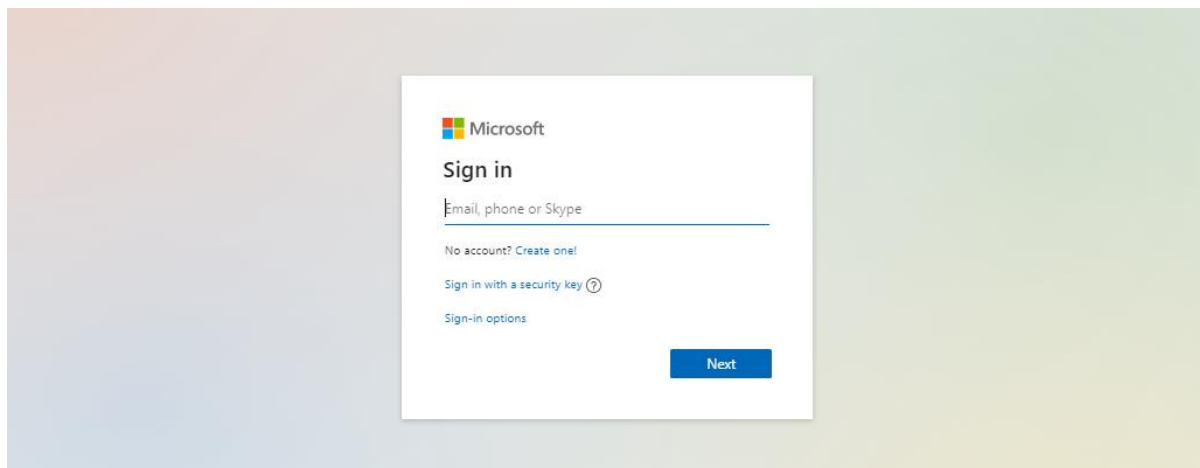 Microsoft
Sign in
Email, phone or Skype
No account? Create one!
Sign in with a security key ?
Sign-in options
Next